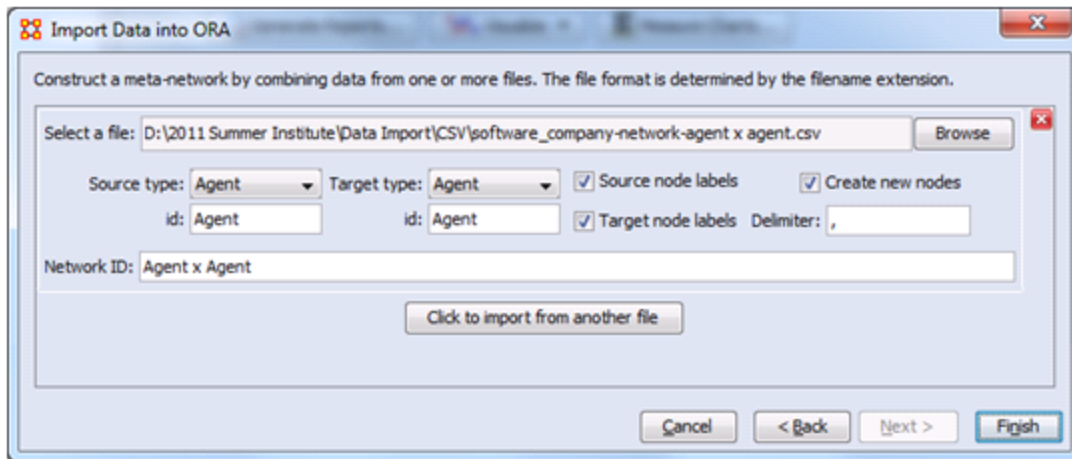 Import Data into ORA
Construct a meta-network by combining data from one or more files. The file format is determined by the filename extension.
Select a file: D:\2011 Summer Institute\Data Import\CSV\software_company-network-agent x agent.csv Browse
Source type: Agent Target type: Agent Source node labels Create new nodes
id: Agent id: Agent Target node labels Delimiter: ,
Network ID: Agent x Agent
Click to import from another file
Cancel < Back Next > Finish